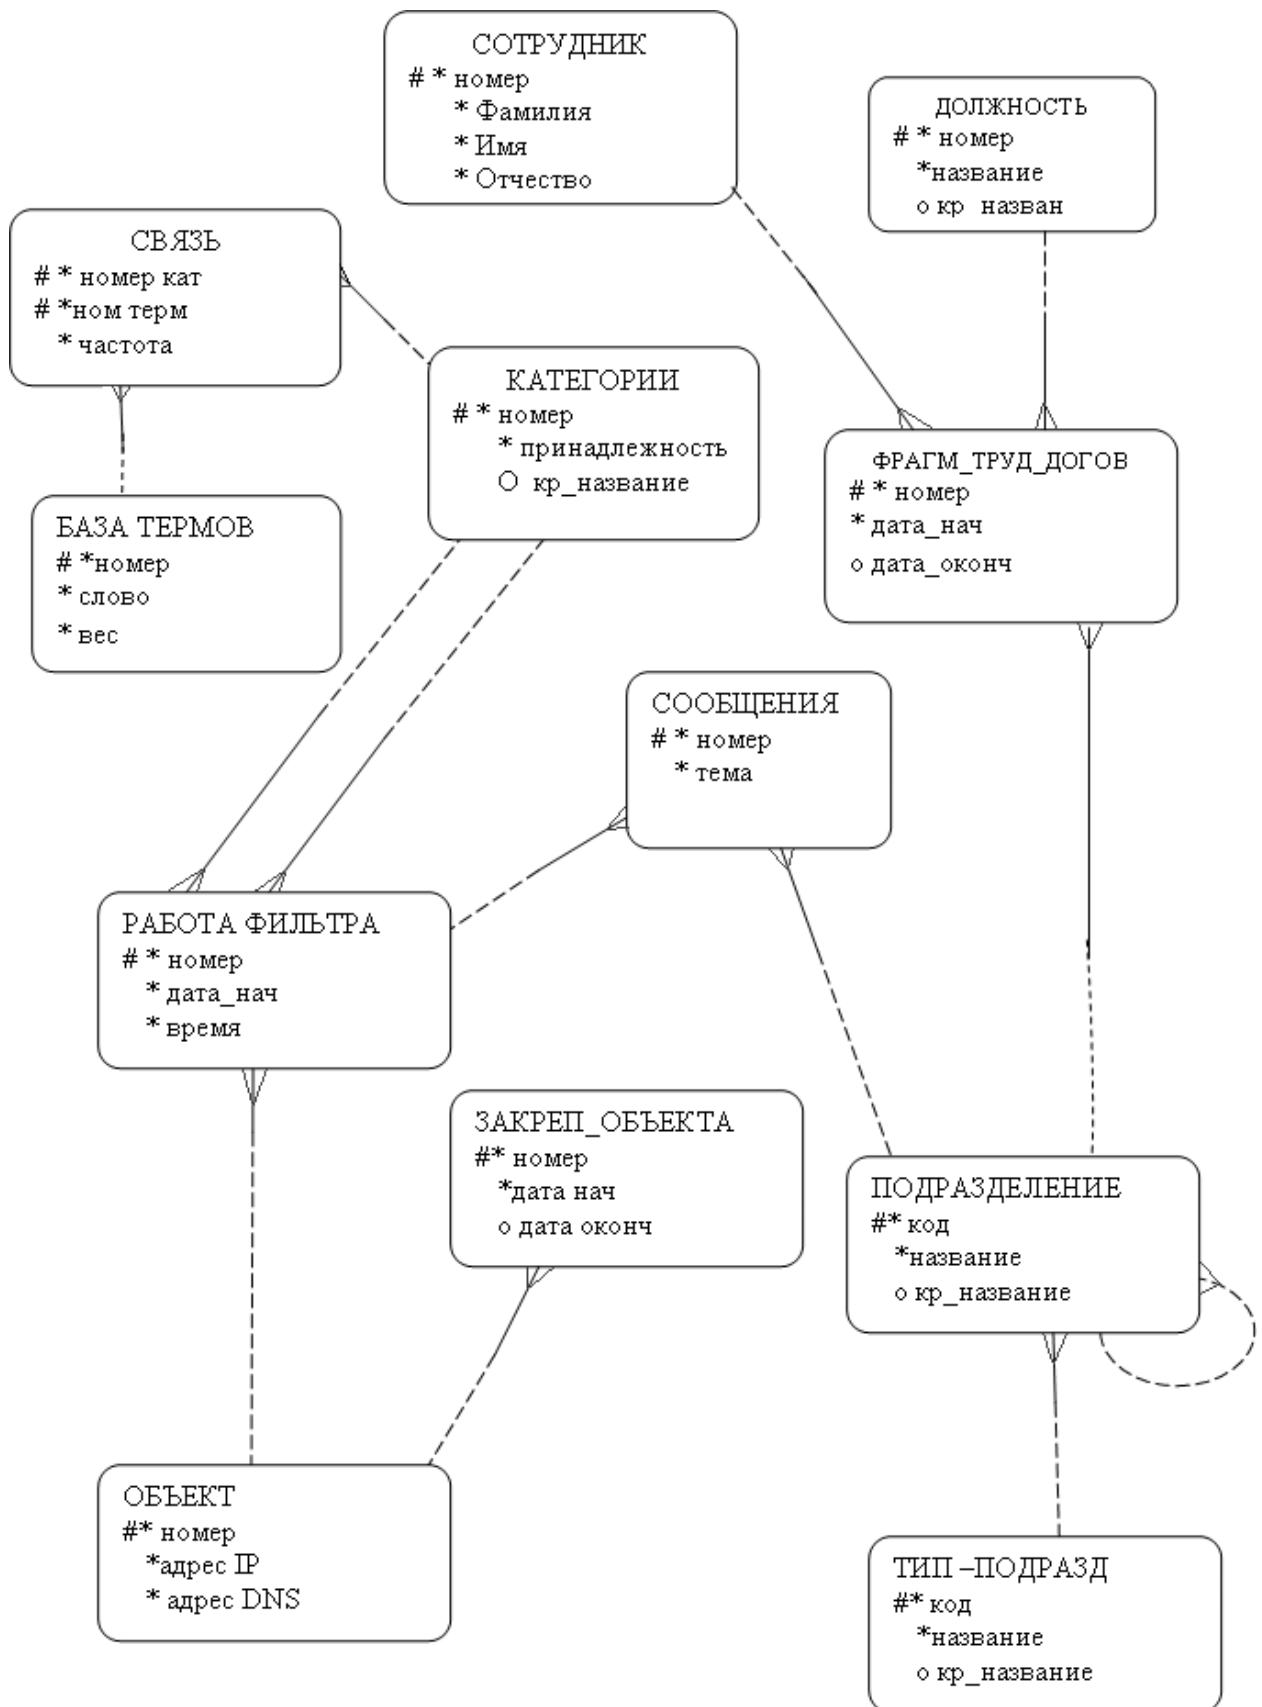 СОТРУДНИК
# * номер
* Фамилия
* Имя
* Отчество
ДОЛЖНОСТЬ
# * номер
*название
о кр назван
СВЯЗЬ
# * номер кат
# *ном терм
* частота
КАТЕГОРИИ
# * номер
* принадлежность
О кр_название
ФРАГМ_ТРУД_ДОГОВ
# * номер
* дата_нач
о дата_оконч
БАЗА ТЕРМОВ
# *номер
* слово
* вес
СООБЩЕНИЯ
# * номер
* тема
РАБОТА ФИЛЬТРА
# * номер
* дата_нач
* время
ЗАКРЕП_ОБЪЕКТА
#* номер
*дата нач
о дата оконч
ПОДРАЗДЕЛЕНИЕ
#* код
*название
о кр_название
ОБЪЕКТ
#* номер
*адрес IP
* адрес DNS
ТИП –ПОДРАЗД
#* код
*название
о кр_название